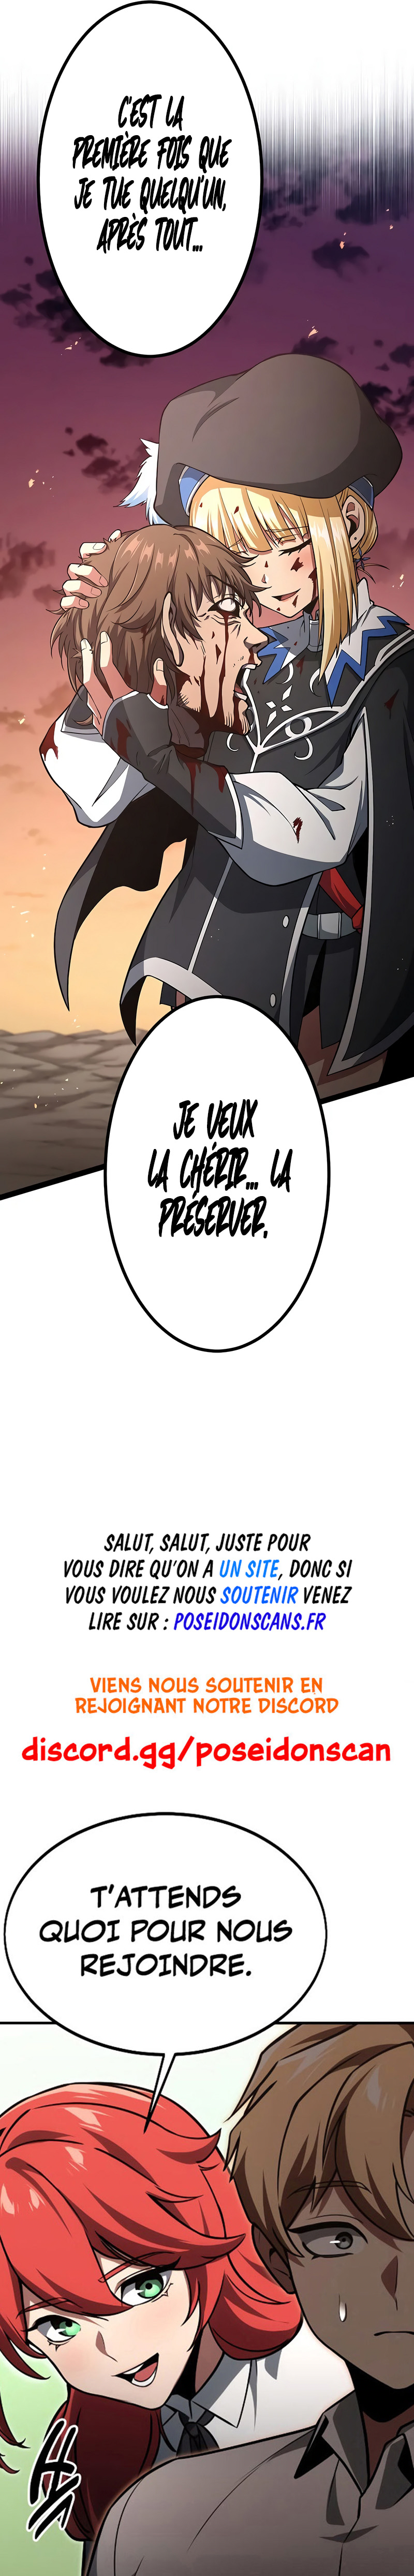 C'EST LA
PREMIÈRE FOIS QUE
JE TUE QUELQU'UN,
APRÈS TOUT...
JE VEUX
LA CHÉRIR... LA
PRÉSERVER.
SALUT, SALUT, JUSTE POUR
VOUS DIRE QU'ON A UN SITE, DONC SI
VOUS VOULEZ NOUS SOUTENIR VENEZ
LIRE SUR : POSEIDONSCANS.FR
VIENS NOUS SOUTENIR EN
REJOIGNANT NOTRE DISCORD
discord.gg/poseidonscan
T'ATTENDS
QUOI POUR NOUS
REJOINDRE.